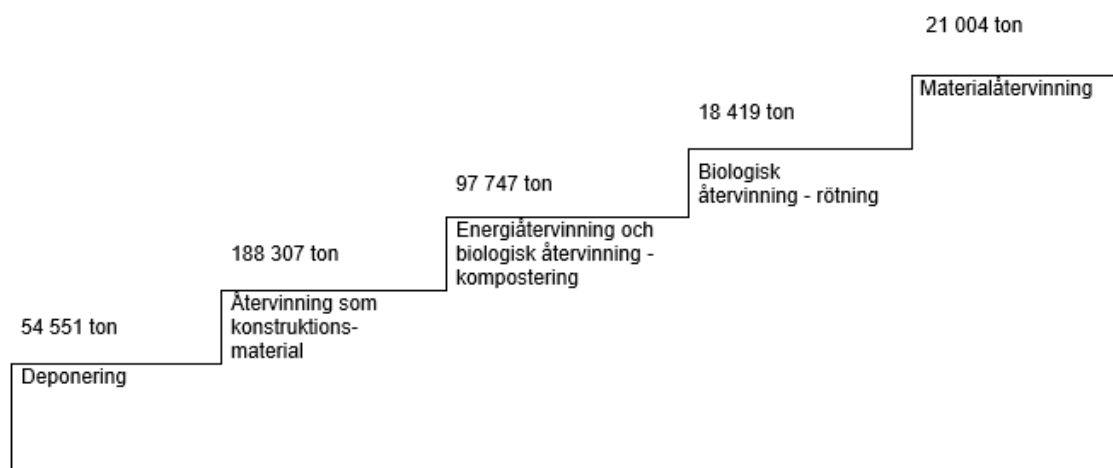 54 551 ton
Deponering
188 307 ton
Återvinning som
konstruktions-
material
97 747 ton
Energiåtervinning och
biologisk återvinning -
kompostering
18 419 ton
Biologisk
återvinning - rötning
21 004 ton
Materialåtervinning